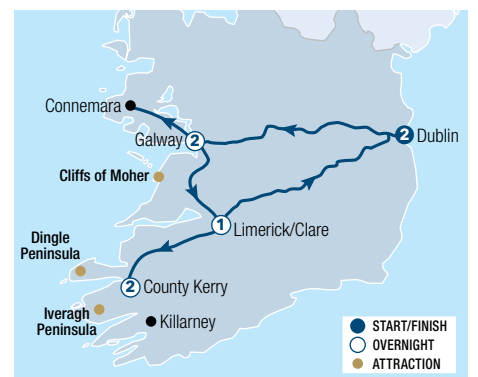 Connemara
Galway 2
2 Dublin
Cliffs of Moher
1
Limerick/Clare
Dingle
Peninsula
2 County Kerry
Iveragh
Peninsula
Killarney
START/FINISH
OVERNIGHT
ATTRACTION